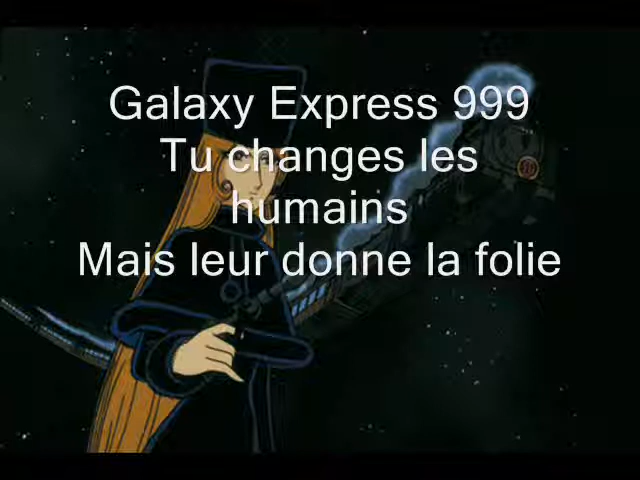 Galaxy Express 999
Tu changes les
humains
Mais leur donne la folie